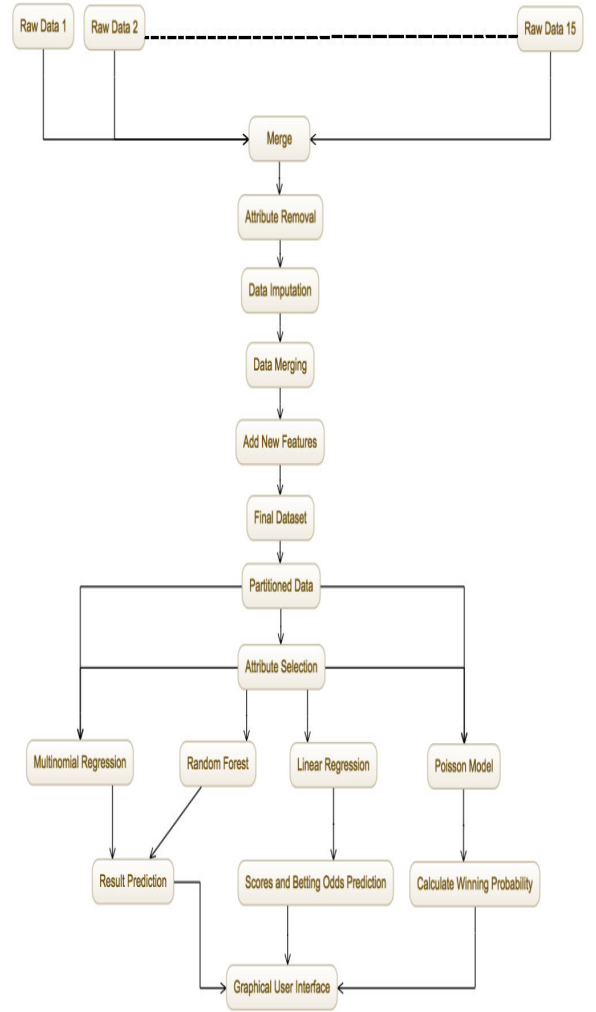 Raw Data 1
Raw Data 2
Raw Data 15
Merge
Attribute Removal
Data Imputation
Data Merging
Add New Features
Final Dataset
Partitioned Data
Attribute Selection
Multinomial Regression
Random Forest
Linear Regression
Poisson Model
Result Prediction
Scores and Betting Odds Prediction
Calculate Winning Probability
Graphical User Interface